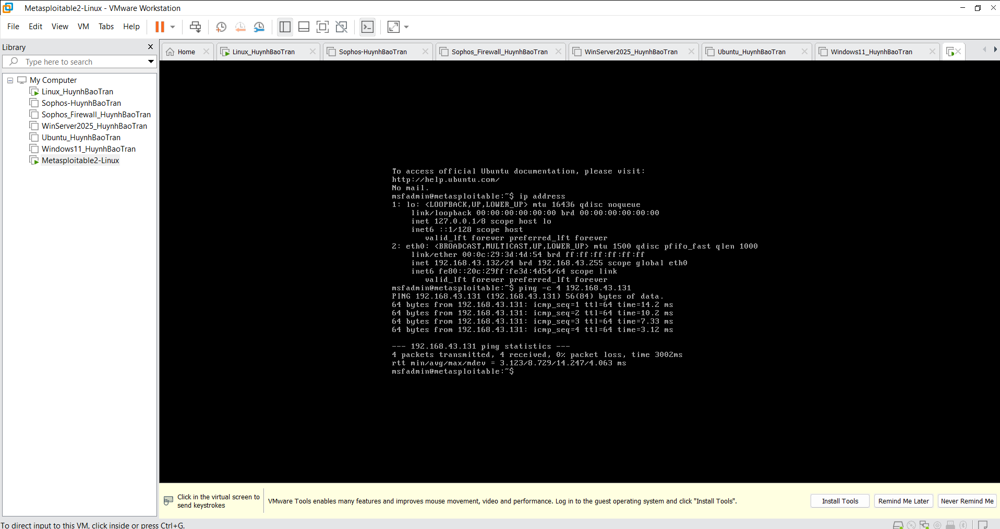 Metasploitable2-Linux - VMware Workstation
File Edit View VM Tabs Help
Library
Type here to search
My Computer
Linux_HuynhBaoTran
Sophos-HuynhBaoTran
Sophos_Firewall_HuynhBaoTran
WinServer2025_HuynhBaoTran
Ubuntu_HuynhBaoTran
Windows11_HuynhBaoTran
Metasploitable2-Linux
Home Linux_HuynhBaoTran Sophos-HuynhBaoTran Sophos_Firewall_HuynhBaoTran WinServer2025_HuynhBaoTran Ubuntu_HuynhBaoTran Windows11_HuynhBaoTran
To access official Ubuntu documentation, please visit:
http://help.ubuntu.com/
No mail.
msfadmin@metasploitable:~$ ip address
1: lo: <LOOPBACK,UP,LOWER_UP> mtu 16436 qdisc noqueue
    link/loopback 00:00:00:00:00:00 brd 00:00:00:00:00:00
    inet 127.0.0.1/8 scope host lo
    inet6 ::1/128 scope host
       valid_lft forever preferred_lft forever
2: eth0: <BROADCAST,MULTICAST,UP,LOWER_UP> mtu 1500 qdisc pfifo_fast qlen 1000
    link/ether 00:0c:29:3d:4d:54 brd ff:ff:ff:ff:ff:ff
    inet 192.168.43.132/24 brd 192.168.43.255 scope global eth0
    inet6 fe80::20c:29ff:fe3d:4d54/64 scope link
       valid_lft forever preferred_lft forever
msfadmin@metasploitable:~$ ping -c 4 192.168.43.131
PING 192.168.43.131 (192.168.43.131) 56(84) bytes of data.
64 bytes from 192.168.43.131: icmp_seq=1 ttl=64 time=14.2 ms
64 bytes from 192.168.43.131: icmp_seq=2 ttl=64 time=10.2 ms
64 bytes from 192.168.43.131: icmp_seq=3 ttl=64 time=7.33 ms
64 bytes from 192.168.43.131: icmp_seq=4 ttl=64 time=3.12 ms
--- 192.168.43.131 ping statistics ---
4 packets transmitted, 4 received, 0% packet loss, time 3002ms
rtt min/avg/max/mdev = 3.123/8.729/14.247/4.063 ms
msfadmin@metasploitable:~$
Click in the virtual screen to
send keystrokes
VMware Tools enables many features and improves mouse movement, video and performance. Log in to the guest operating system and click "Install Tools".
Install Tools Remind Me Later Never Remind Me
To direct input to this VM, click inside or press Ctrl+G.